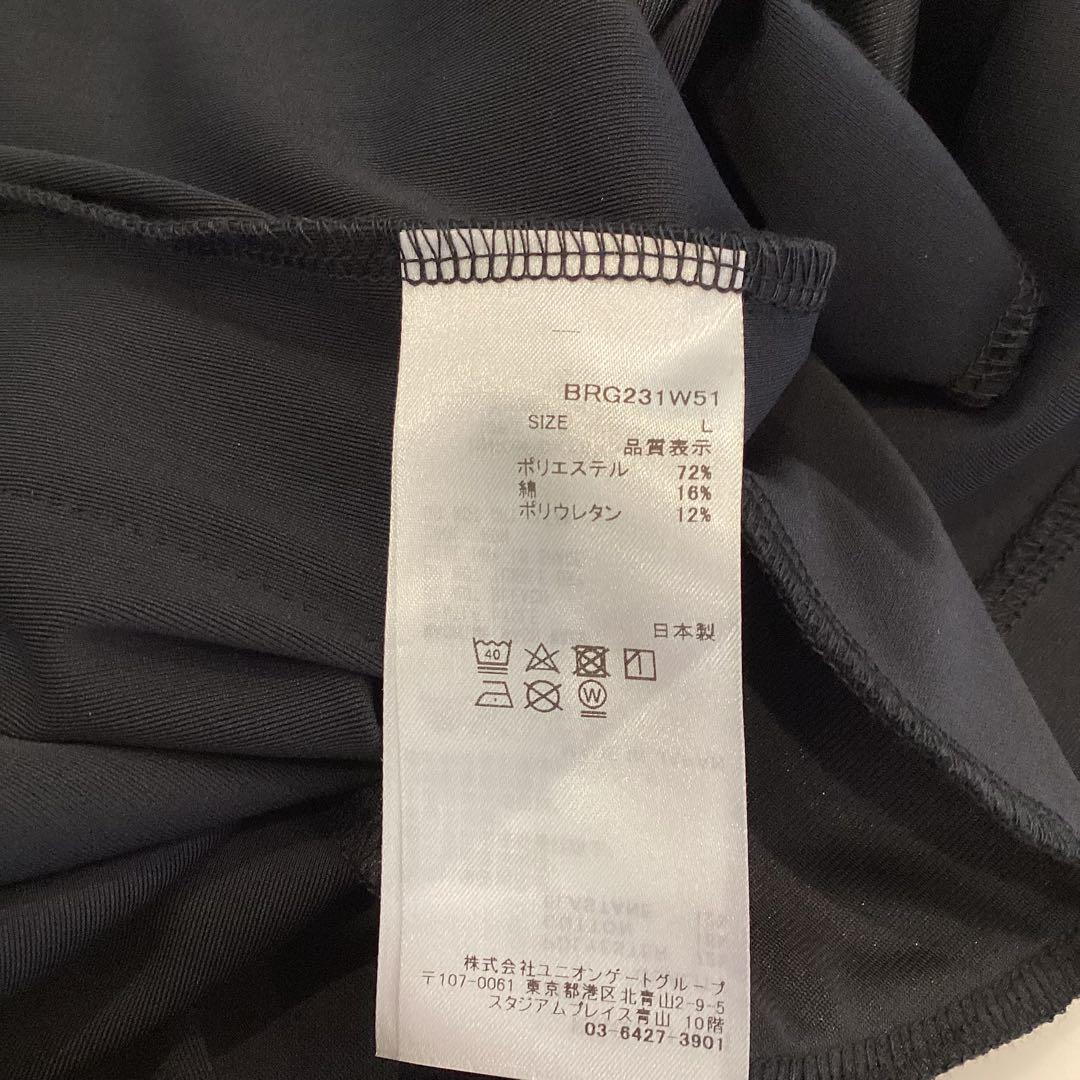 BRG231W51
SIZE L
品質表示
ポリエステル 72%
綿 16%
ポリウレタン 12%
日本製
40
W
株式会社ユニオンゲートグループ
〒107-0061 東京都港区北青山2-9-5
スタジアムプレイス青山 10階
03-6427-3901